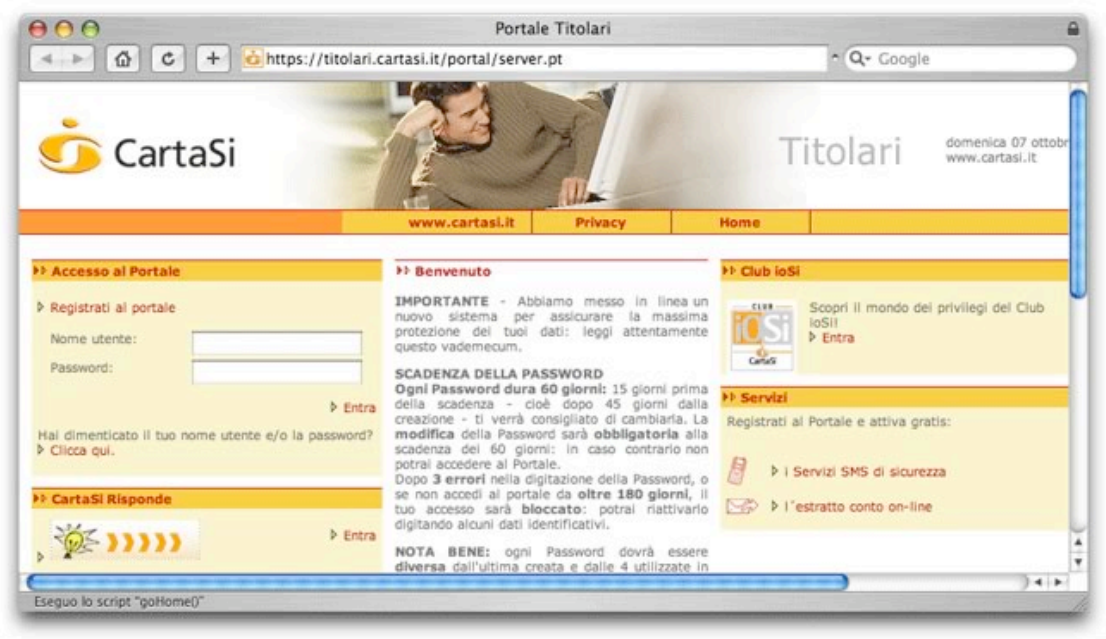 Portale Titolari
https://titolari.cartasi.it/portal/server.pt
Google
CartaSi
Titolari
domenica 07 ottobr
www.cartasi.it
www.cartasi.it
Privacy
Home
Accesso al Portale
Registrati al portale
Nome utente:
Password:
Entra
Hai dimenticato il tuo nome utente e/o la password?
Clicca qui.
CartaSi Risponde
Entra
Benvenuto
IMPORTANTE - Abbiamo messo in linea un
nuovo sistema per assicurare la massima
protezione dei tuoi dati: leggi attentamente
questo vademecum.
SCADENZA DELLA PASSWORD
Ogni Password dura 60 giorni: 15 giorni prima
della scadenza - cioè dopo 45 giorni dalla
creazione - ti verrà consigliato di cambiarla. La
modifica della Password sarà obbligatoria alla
scadenza dei 60 giorni: in caso contrario non
potrai accedere al Portale.
Dopo 3 errori nella digitazione della Password, o
se non accedi al portale da oltre 180 giorni, il
tuo accesso sarà bloccato: potrai riattivarlo
digitando alcuni dati identificativi.
NOTA BENE: ogni Password dovrà essere
diversa dall'ultima creata e dalle 4 utilizzate in
Club ioSi
CLUB
ioSi
CartaSi
Scopri il mondo dei privilegi del Club
ioSi!
Entra
Servizi
Registrati al Portale e attiva gratis:
i Servizi SMS di sicurezza
l´estratto conto on-line
Eseguo lo script "goHome()"